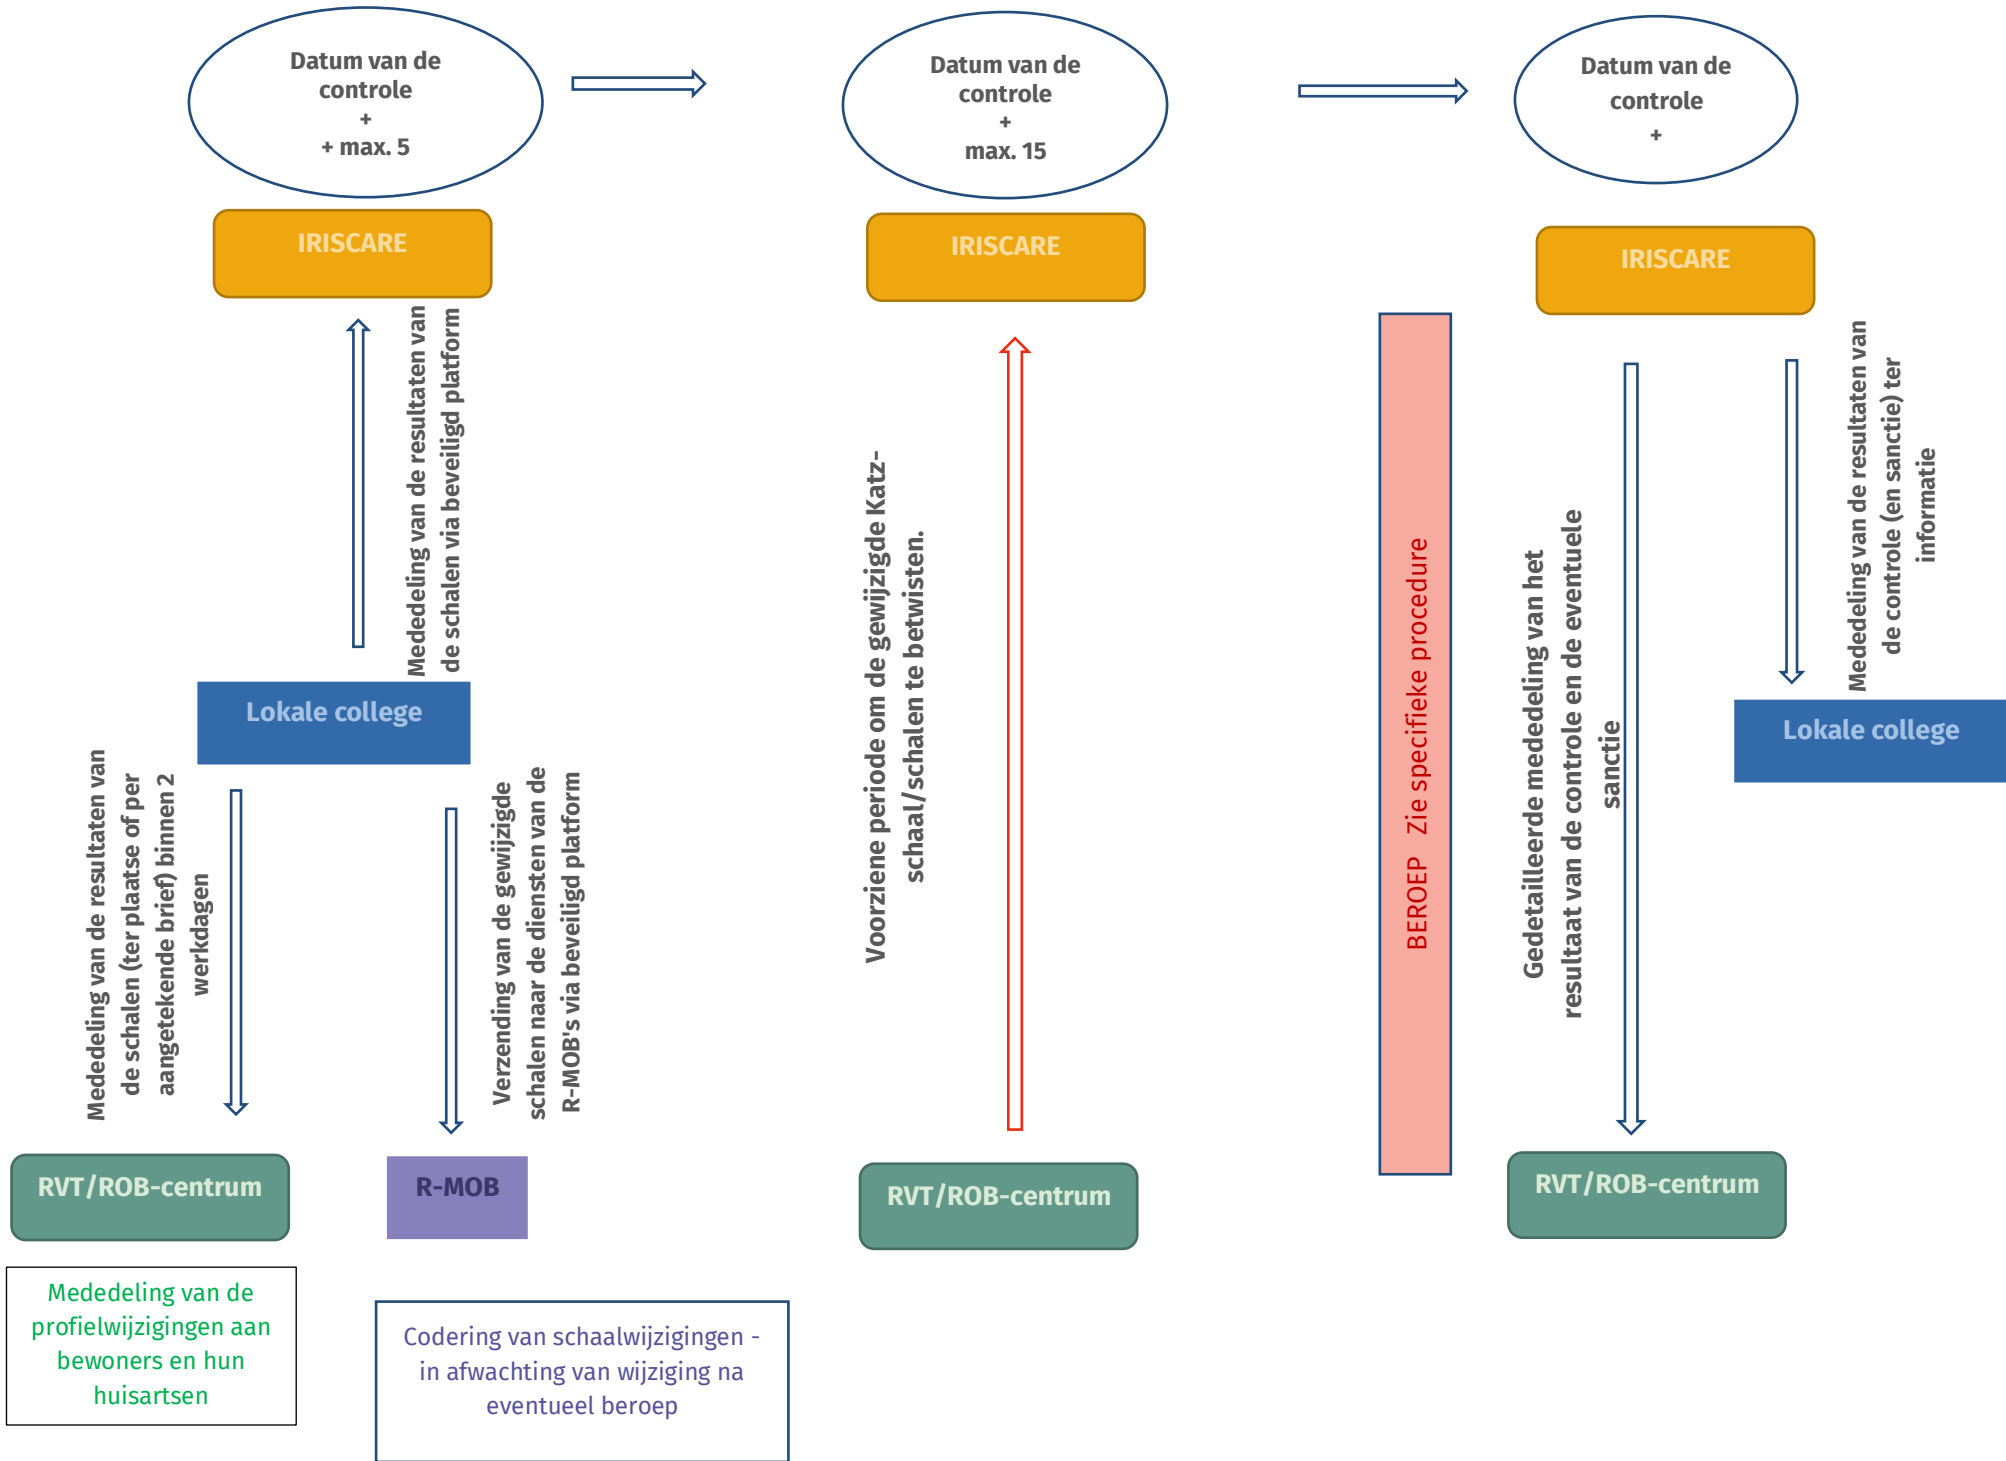 Datum van de
controle
+
+ max. 5
Datum van de
controle
+
max. 15
Datum van de
controle
+
IRISCARE
IRISCARE
IRISCARE
Mededeling van de resultaten van
de schalen via beveiligd platform
Lokale college
Mededeling van de resultaten van
de schalen (ter plaatse of per
aangetekende brief) binnen 2
werkdagen
Verzending van de gewijzigde
schalen naar de diensten van de
R-MOB's via beveiligd platform
RVT/ROB-centrum
R-MOB
Mededeling van de
profielwijzigingen aan
bewoners en hun
huisartsen
Codering van schaalwijzigingen -
in afwachting van wijziging na
eventueel beroep
Voorziene periode om de gewijzigde Katz-
schaal/schalen te betwisten.
RVT/ROB-centrum
BEROEP Zie specifieke procedure
Gedetailleerde mededeling van het
resultaat van de controle en de eventuele
sanctie
Mededeling van de resultaten van
de controle (en sanctie) ter
informatie
Lokale college
RVT/ROB-centrum